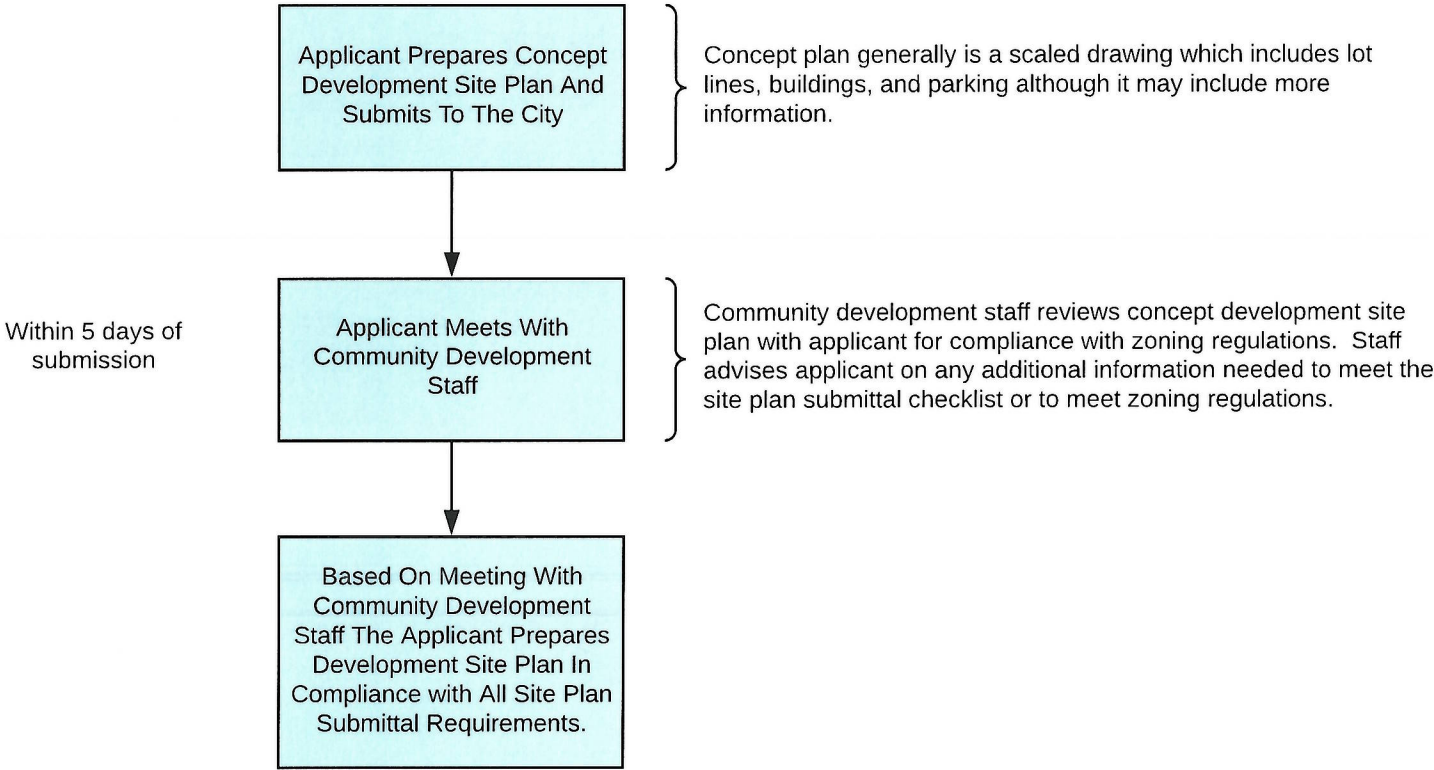 Applicant Prepares Concept
Development Site Plan And
Submits To The City
Concept plan generally is a scaled drawing which includes lot
lines, buildings, and parking although it may include more
information.
Within 5 days of
submission
Applicant Meets With
Community Development
Staff
Community development staff reviews concept development site
plan with applicant for compliance with zoning regulations.  Staff
advises applicant on any additional information needed to meet the
site plan submittal checklist or to meet zoning regulations.
Based On Meeting With
Community Development
Staff The Applicant Prepares
Development Site Plan In
Compliance with All Site Plan
Submittal Requirements.